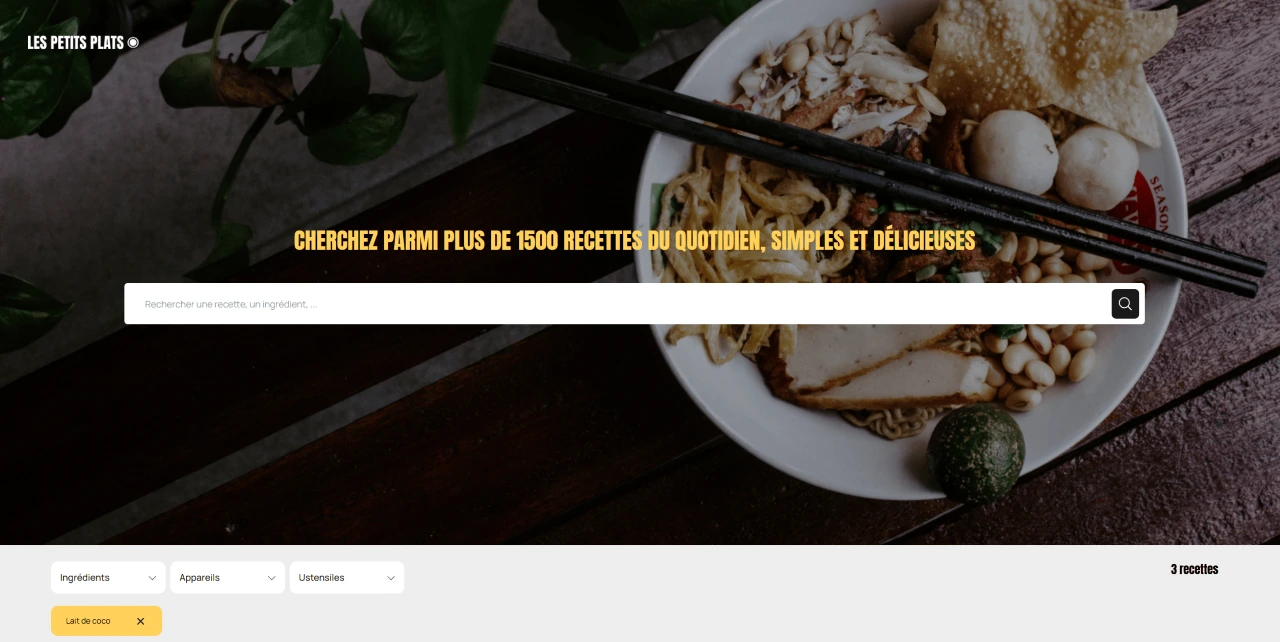 LES PETITS PLATS
SEASON
CHERCHEZ PARMI PLUS DE 1500 RECETTES DU QUOTIDIEN, SIMPLES ET DÉLICIEUSES
Rechercher une recette, un ingrédient, ...
Ingrédients
Appareils
Ustensiles
3 recettes
Lait de coco